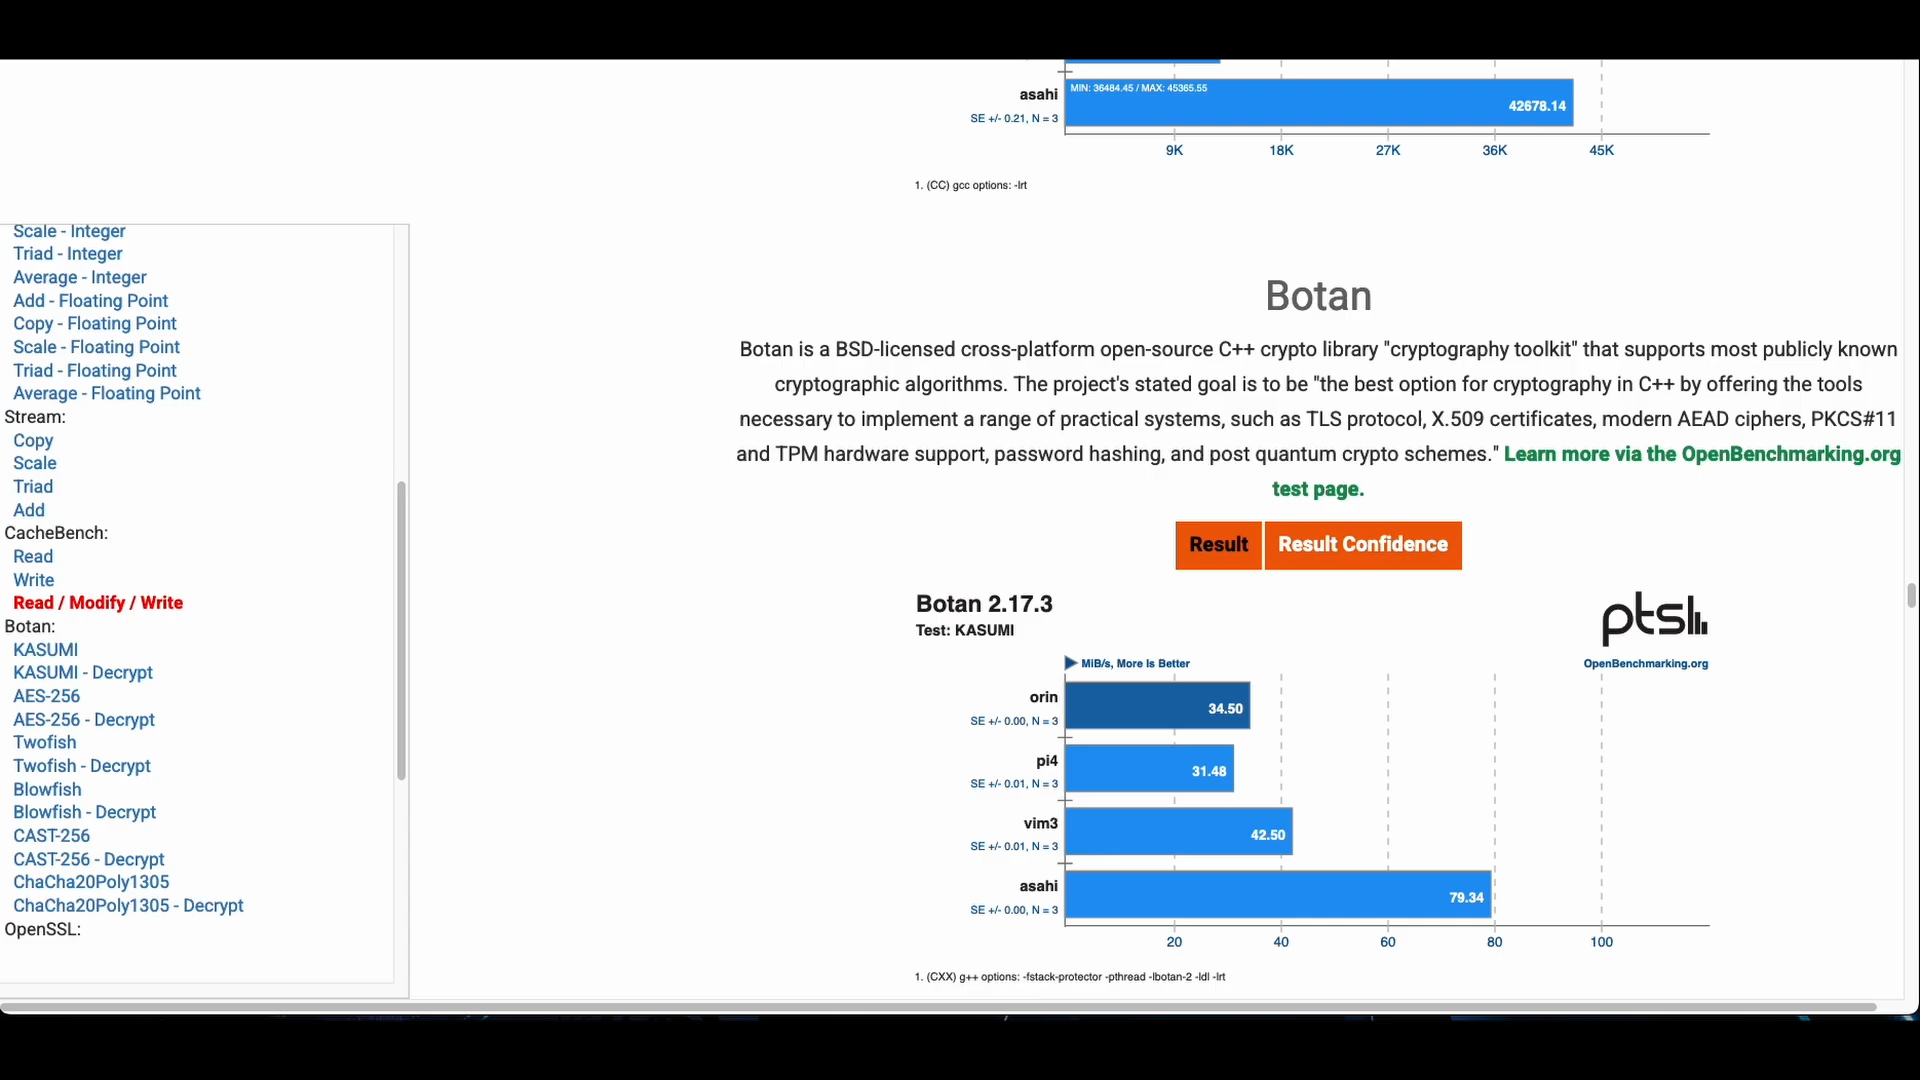 asahi
SE +/- 0.21, N = 3
MIN: 36484.45 / MAX: 45365.55
42678.14
9K 18K 27K 36K 45K
1. (CC) gcc options: -lrt
Scale - Integer
Triad - Integer
Average - Integer
Add - Floating Point
Copy - Floating Point
Scale - Floating Point
Triad - Floating Point
Average - Floating Point
Stream:
Copy
Scale
Triad
Add
CacheBench:
Read
Write
Read / Modify / Write
Botan:
KASUMI
KASUMI - Decrypt
AES-256
AES-256 - Decrypt
Twofish
Twofish - Decrypt
Blowfish
Blowfish - Decrypt
CAST-256
CAST-256 - Decrypt
ChaCha20Poly1305
ChaCha20Poly1305 - Decrypt
OpenSSL:
Botan
Botan is a BSD-licensed cross-platform open-source C++ crypto library "cryptography toolkit" that supports most publicly known
cryptographic algorithms. The project's stated goal is to be "the best option for cryptography in C++ by offering the tools
necessary to implement a range of practical systems, such as TLS protocol, X.509 certificates, modern AEAD ciphers, PKCS#11
and TPM hardware support, password hashing, and post quantum crypto schemes." Learn more via the OpenBenchmarking.org
test page.
Result Result Confidence
Botan 2.17.3
Test: KASUMI
pts
MiB/s, More Is Better
OpenBenchmarking.org
orin
SE +/- 0.00, N = 3
34.50
pi4
SE +/- 0.01, N = 3
31.48
vim3
SE +/- 0.01, N = 3
42.50
asahi
SE +/- 0.00, N = 3
79.34
20 40 60 80 100
1. (CXX) g++ options: -fstack-protector -pthread -lbotan-2 -ldl -lrt